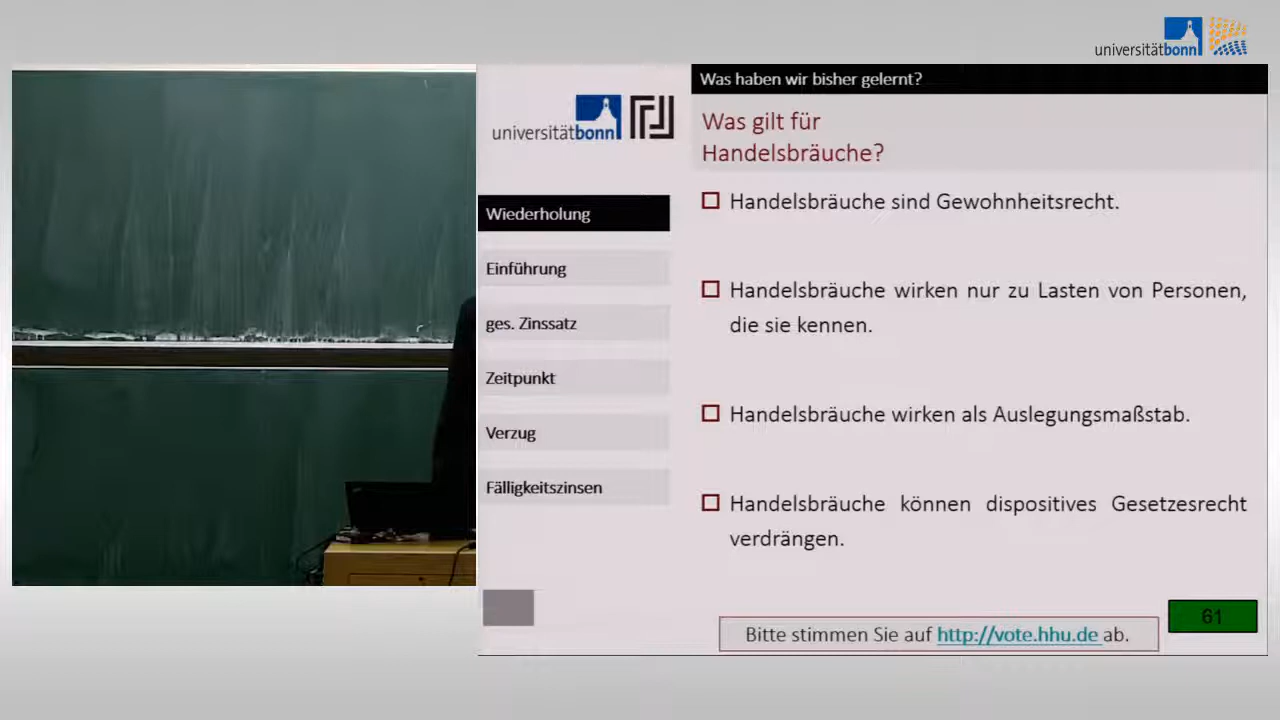 universitätbonn
Was haben wir bisher gelernt?
universitätbonn
Was gilt für
Handelsbräuche?
Wiederholung
Einführung
ges. Zinssatz
Zeitpunkt
Verzug
Fälligkeitszinsen
Handelsbräuche sind Gewohnheitsrecht.
Handelsbräuche wirken nur zu Lasten von Personen,
die sie kennen.
Handelsbräuche wirken als Auslegungsmaßstab.
Handelsbräuche können dispositives Gesetzesrecht
verdrängen.
61
Bitte stimmen Sie auf http://vote.hhu.de ab.